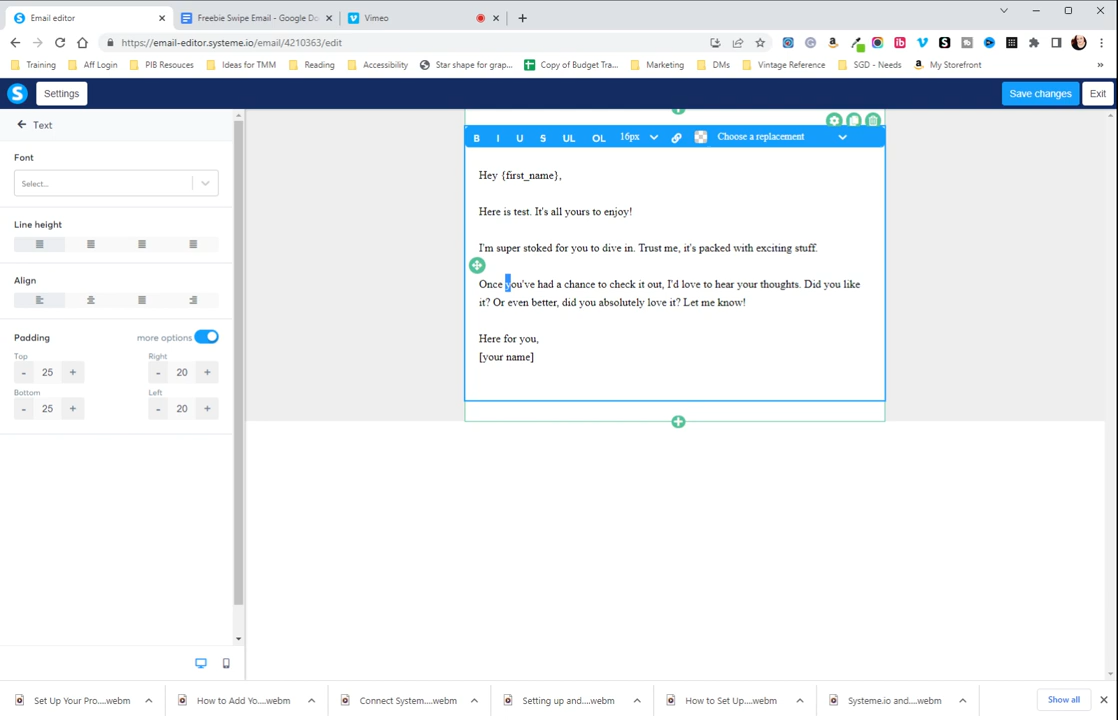 Email editor
Freebie Swipe Email - Google Do
Vimeo
https://email-editor.systeme.io/email/4210363/edit
Training
Aff Login
PIB Resouces
Ideas for TMM
Reading
Accessibility
Star shape for grap...
Copy of Budget Tra...
Marketing
DMs
Vintage Reference
SGD - Needs
My Storefront
Settings
Save changes
Exit
Text
B I U S UL OL 16px Choose a replacement
Font
Select...
Line height
Align
Padding
more options
Top
Right
- 25 +
- 20 +
Bottom
Left
- 25 +
- 20 +
Hey {first_name},
Here is test. It's all yours to enjoy!
I'm super stoked for you to dive in. Trust me, it's packed with exciting stuff.
Once you've had a chance to check it out, I'd love to hear your thoughts. Did you like
it? Or even better, did you absolutely love it? Let me know!
Here for you,
[your name]
Set Up Your Pro....webm
How to Add Yo....webm
Connect System....webm
Setting up and....webm
How to Set Up....webm
Systeme.io and....webm
Show all